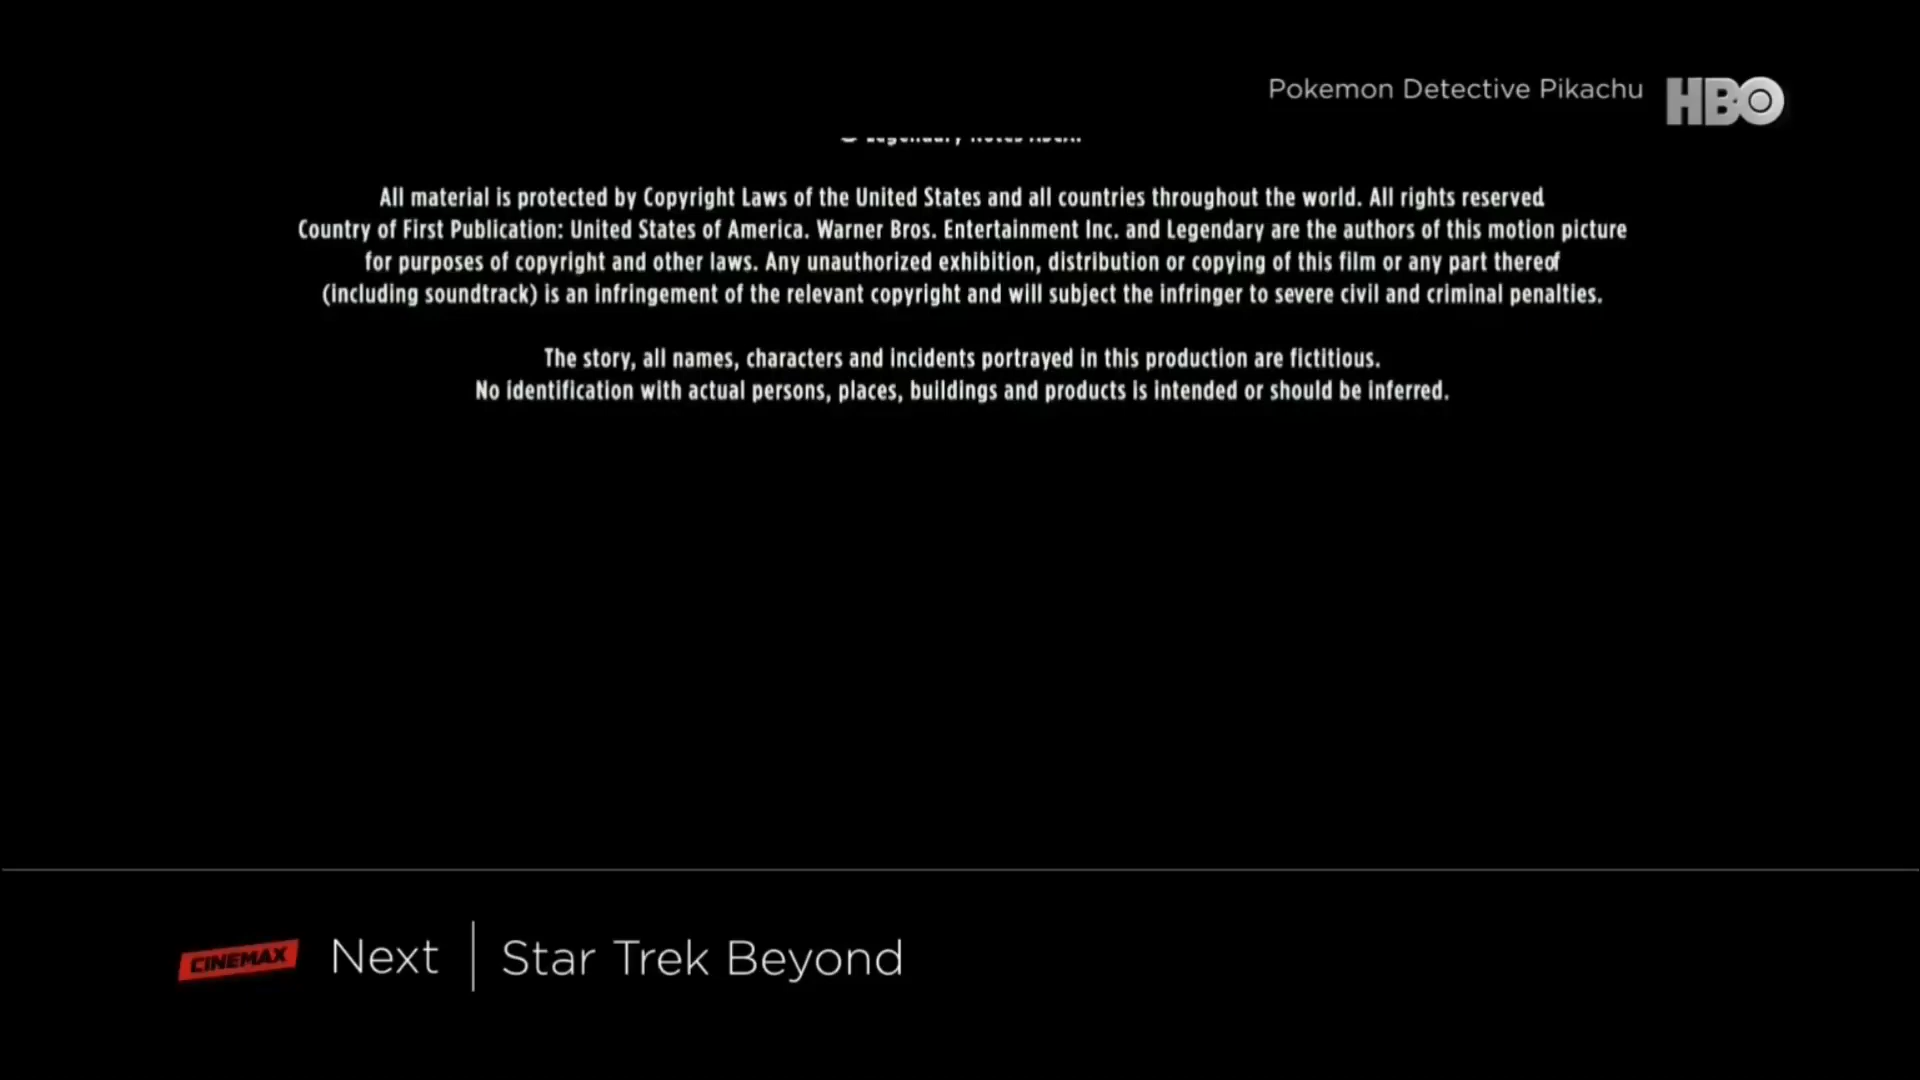 Pokemon Detective Pikachu HBO
All material is protected by Copyright Laws of the United States and all countries throughout the world. All rights reserved.
Country of First Publication: United States of America. Warner Bros. Entertainment Inc. and Legendary are the authors of this motion picture
for purposes of copyright and other laws. Any unauthorized exhibition, distribution or copying of this film or any part thereof
(including soundtrack) is an infringement of the relevant copyright and will subject the infringer to severe civil and criminal penalties.
The story, all names, characters and incidents portrayed in this production are fictitious.
No identification with actual persons, places, buildings and products is intended or should be inferred.
CINEMAX Next Star Trek Beyond